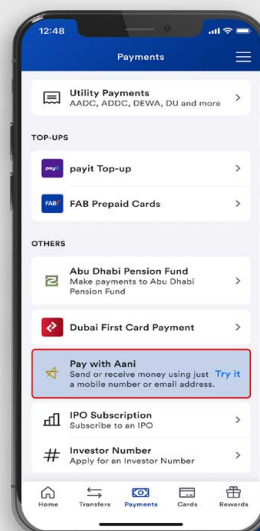 12:48
Payments
Utility Payments
AADC, ADDC, DEWA, DU and more
TOP-UPS
payit
payit Top-up
FAB
FAB Prepaid Cards
OTHERS
Abu Dhabi Pension Fund
Make payments to Abu Dhabi
Pension Fund
Dubai First Card Payment
Pay with Aani
Send or receive money using just Try it
a mobile number or email address.
IPO Subscription
Subscribe to an IPO
# Investor Number
Apply for an Investor Number
Home Transfers Payments Cards Rewards